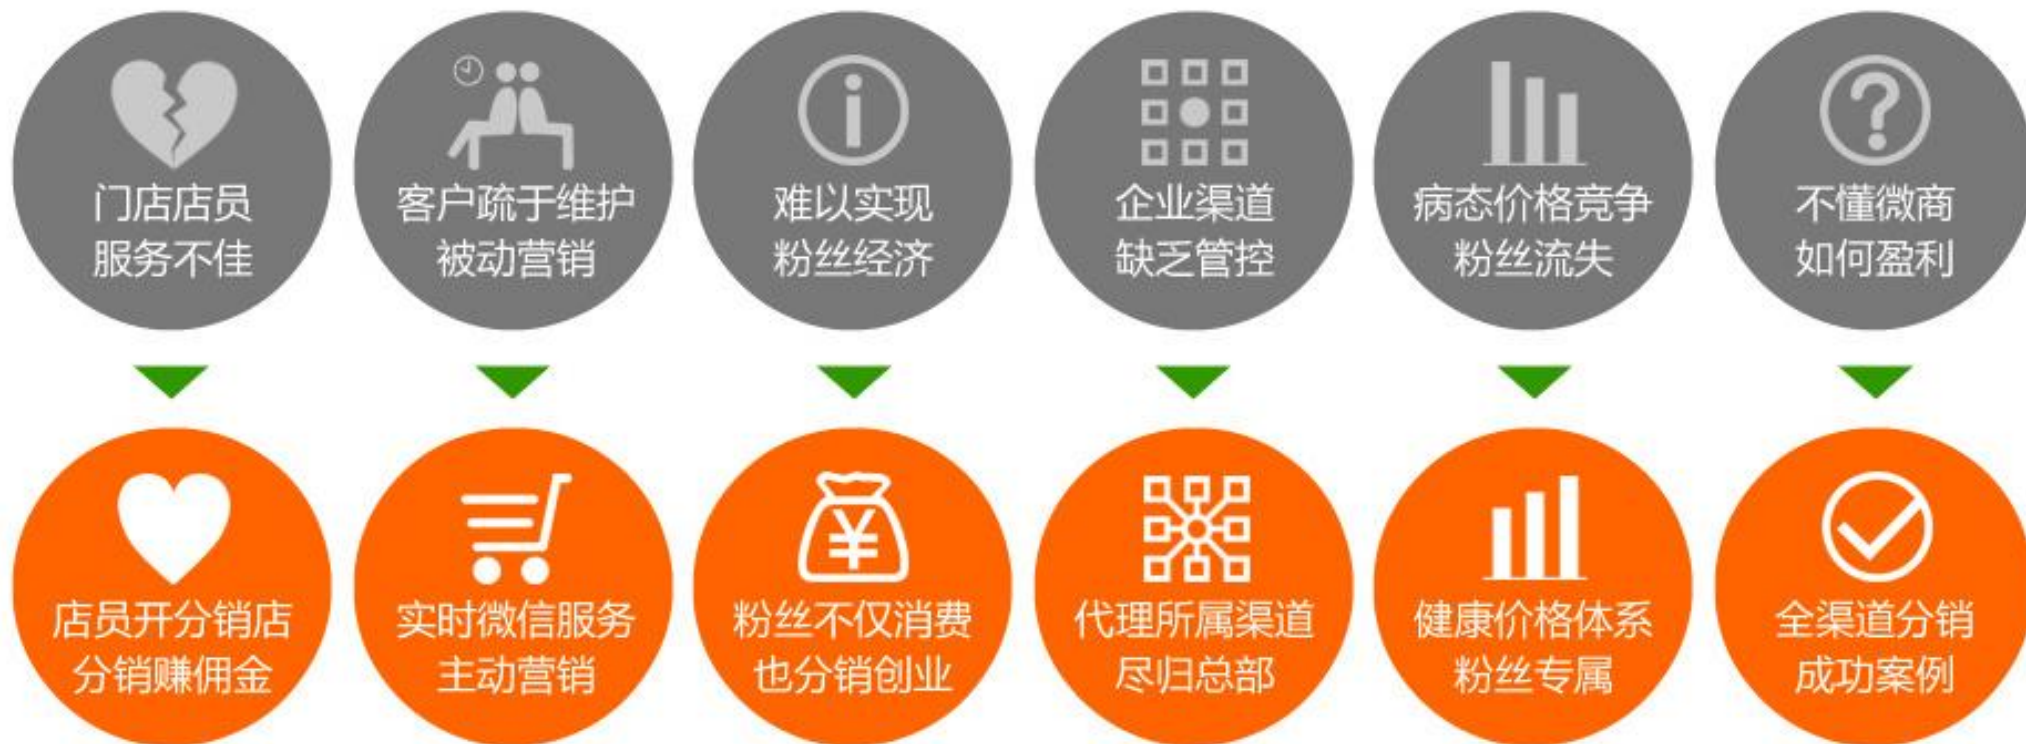 门店店员
服务不佳
客户疏于维护
被动营销
难以实现
粉丝经济
企业渠道
缺乏管控
病态价格竞争
粉丝流失
不懂微商
如何盈利
店员开分销店
分销赚佣金
实时微信服务
主动营销
¥
粉丝不仅消费
也分销创业
代理所属渠道
尽归总部
健康价格体系
粉丝专属
全渠道分销
成功案例